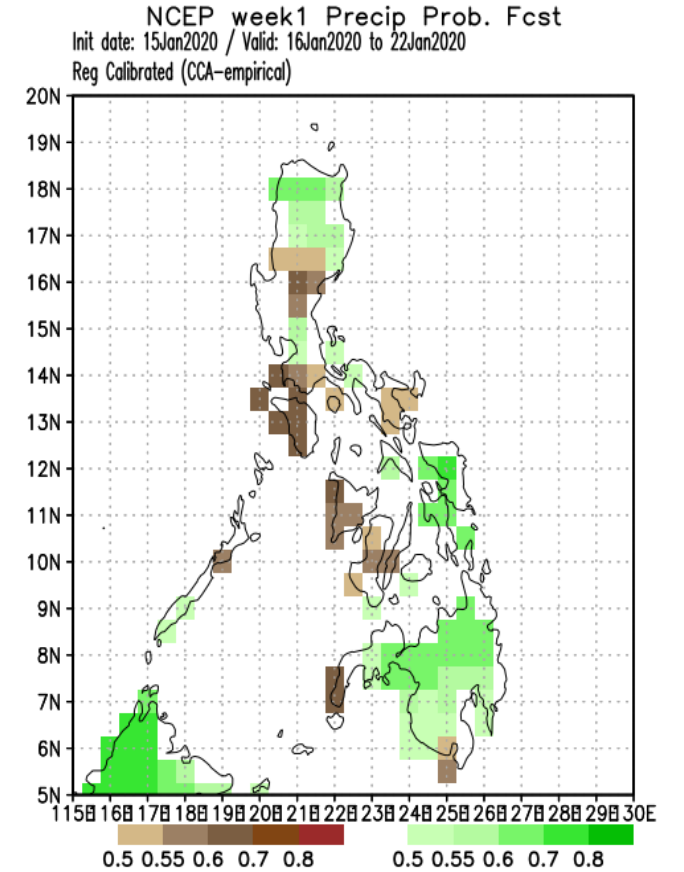 NCEP week1 Precip Prob. Fcst
Init date: 15Jan2020 / Valid: 16Jan2020 to 22Jan2020
Reg Calibrated (CCA-empirical)
20N
19N
18N
17N
16N
15N
14N
13N
12N
11N
10N
9N
8N
7N
6N
5N
115E 116E 117E 118E 119E 120E 121E 122E 123E 124E 125E 126E 127E 128E 129E 130E
0.5 0.55 0.6 0.7 0.8 0.5 0.55 0.6 0.7 0.8